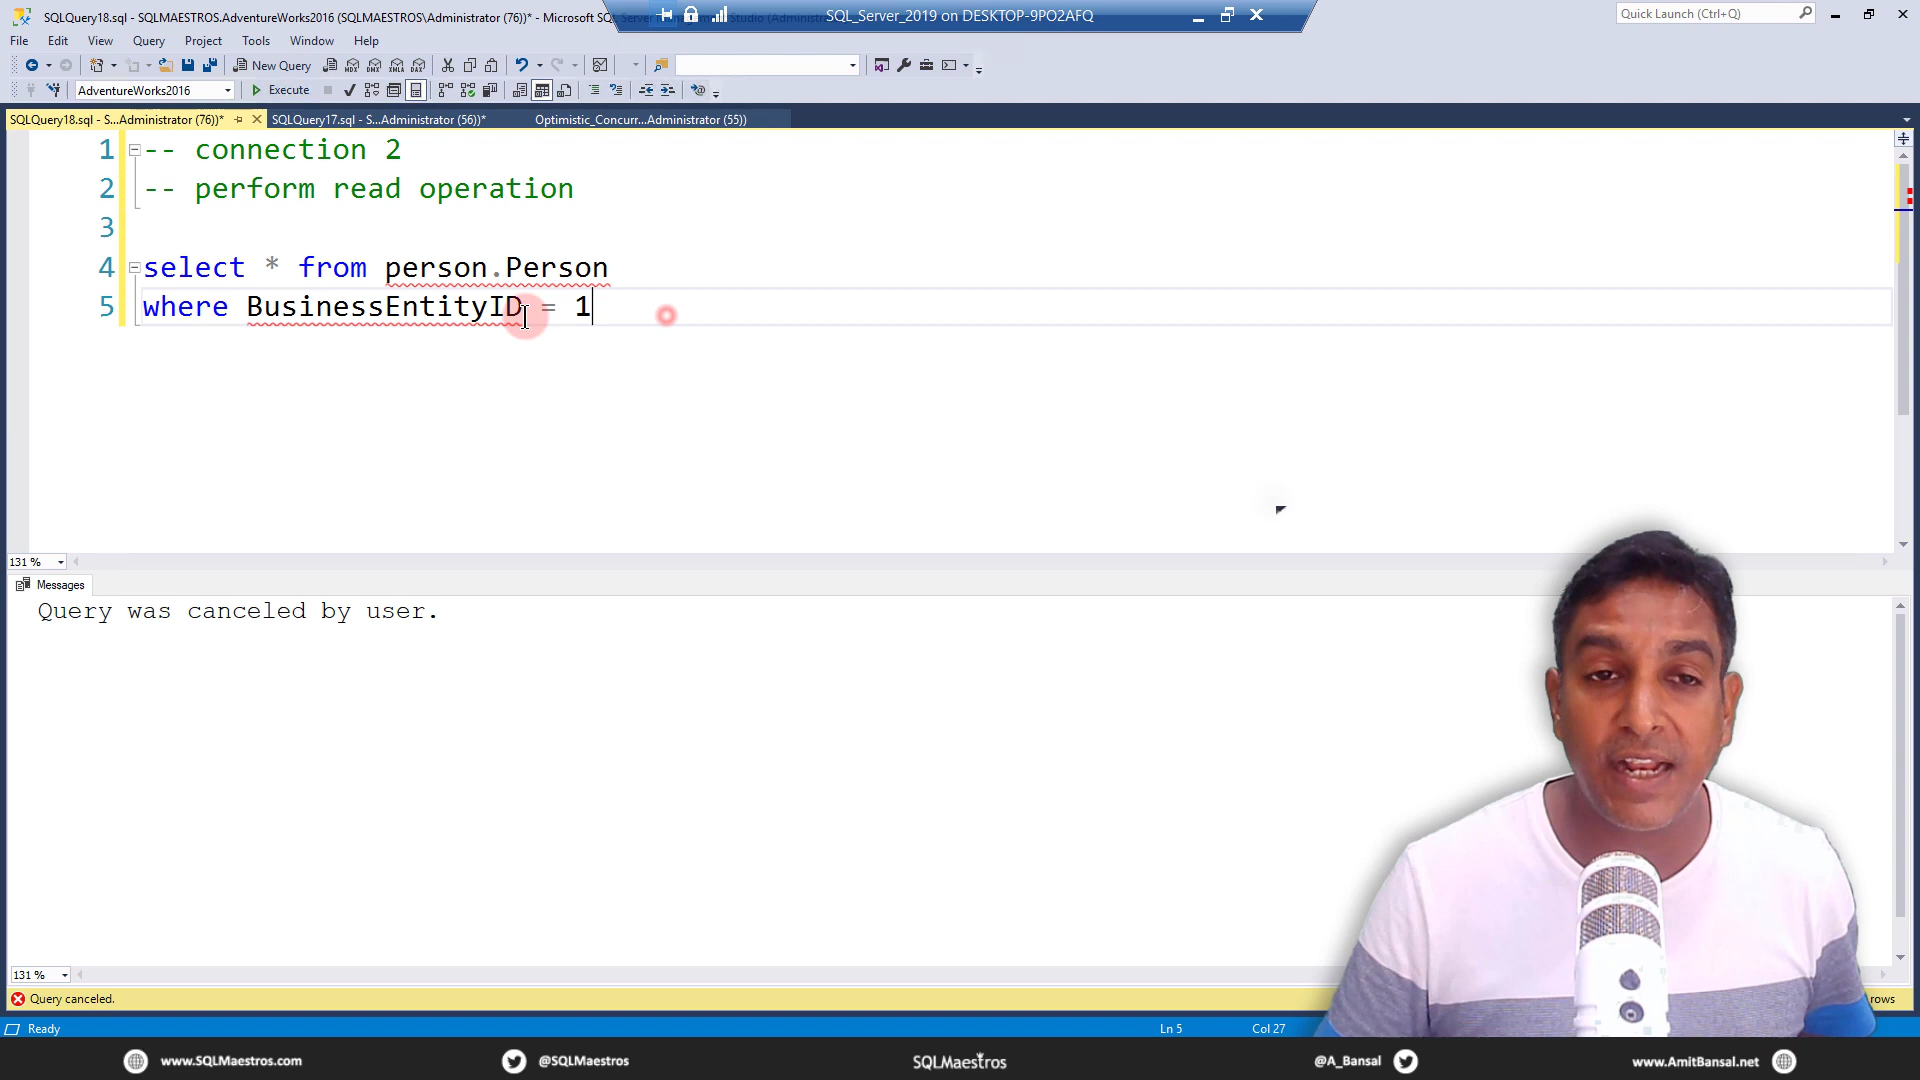 SQLQuery18.sql - SQLMAESTROS.AdventureWorks2016 (SQLMAESTROS\Administrator (76))* - Microsoft SQ
SQL_Server_2019 on DESKTOP-9PO2AFQ
Quick Launch (Ctrl+Q)
File Edit View Query Project Tools Window Help
New Query
AdventureWorks2016
Execute
SQLQuery18.sql - S...Administrator (76))*
SQLQuery17.sql - S...Administrator (56))*
Optimistic_Concurr...Administrator (55))
1 -- connection 2
2 -- perform read operation
3
4 select * from person.Person
5 where BusinessEntityID = 1
131 %
Messages
Query was canceled by user.
131 %
Query canceled.
rows
Ready
Ln 5
Col 27
www.SQLMaestros.com
@SQLMaestros
SQLMaestros
@A_Bansal
www.AmitBansal.net